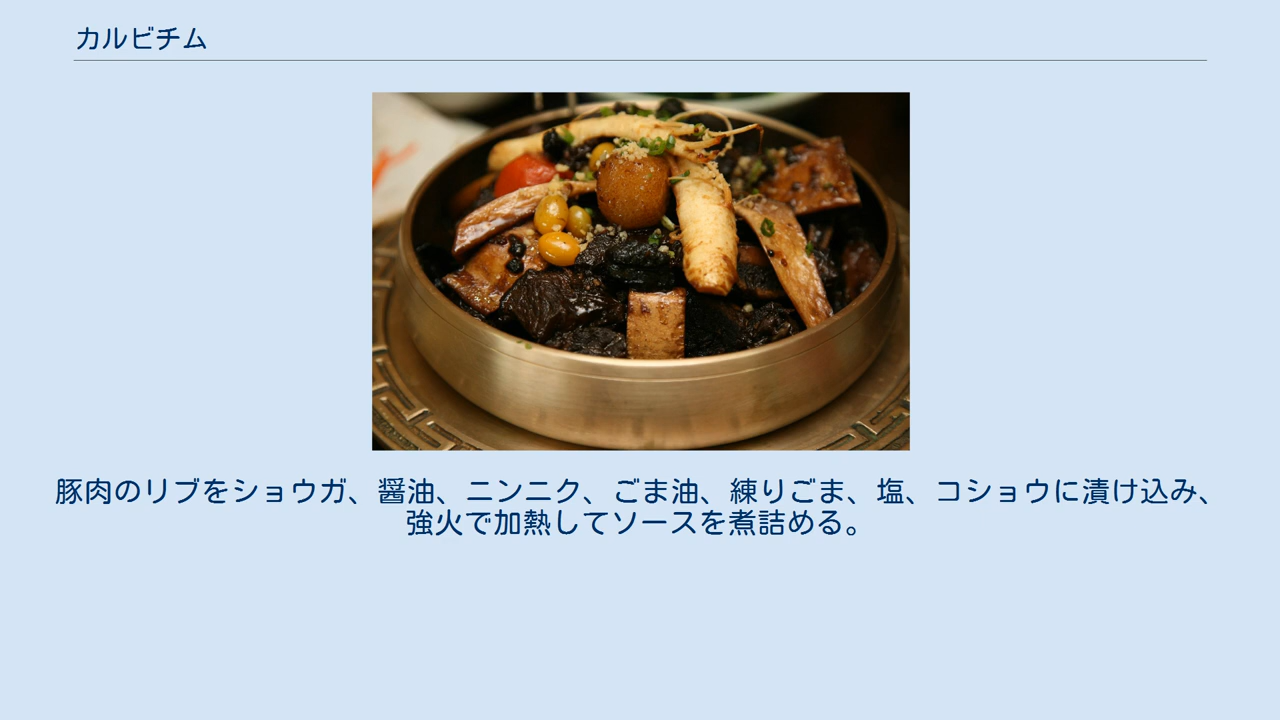 カルビチム
豚肉のリブをショウガ、醤油、ニンニク、ごま油、練りごま、塩、コショウに漬け込み、
強火で加熱してソースを煮詰める。